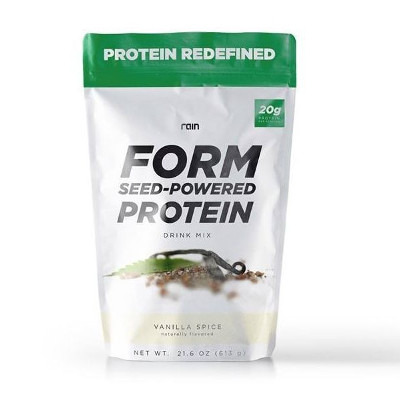 PROTEIN REDEFINED
20g
PROTEIN
rain
FORM
SEED-POWERED
PROTEIN
DRINK MIX
VANILLA SPICE
naturally flavored
NET WT. 21.6 OZ (613 g)